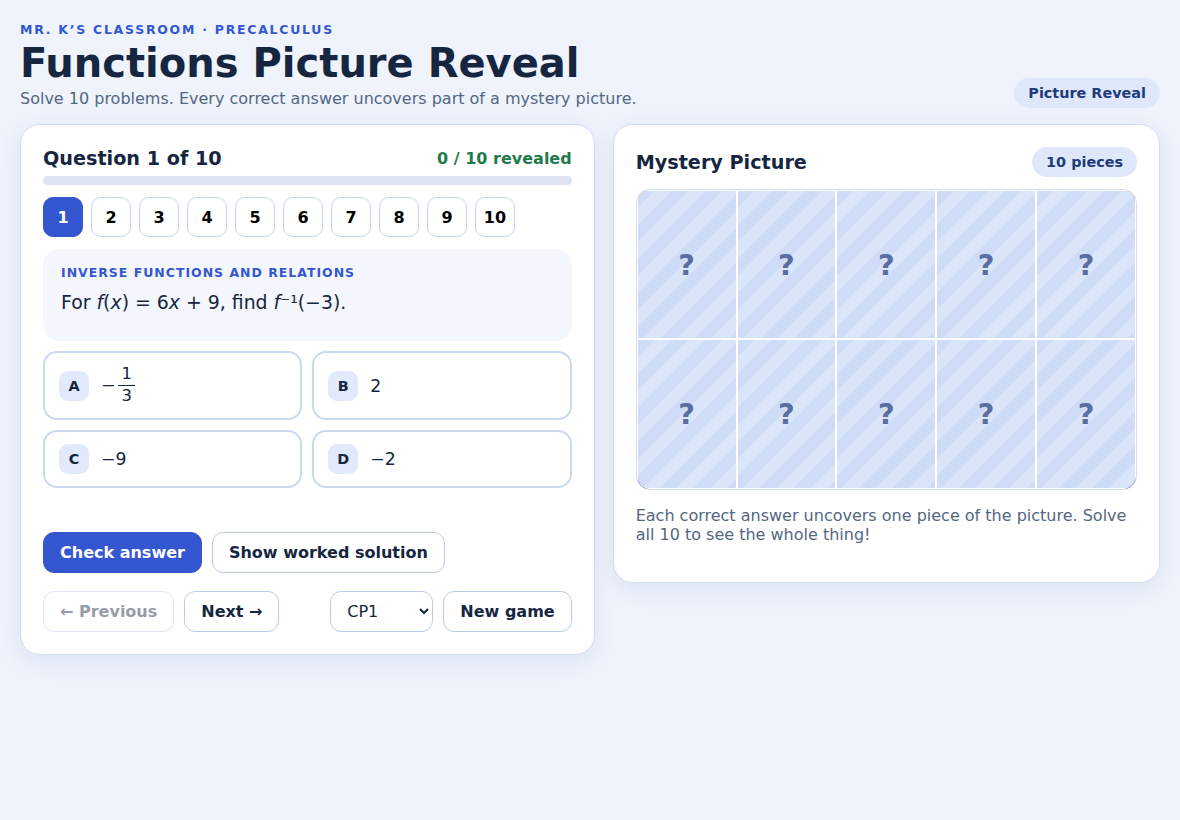 MR. K’S CLASSROOM · PRECALCULUS
Functions Picture Reveal
Solve 10 problems. Every correct answer uncovers part of a mystery picture.
Picture Reveal
Question 1 of 10
0 / 10 revealed
1 2 3 4 5 6 7 8 9 10
INVERSE FUNCTIONS AND RELATIONS
For f(x) = 6x + 9, find f⁻¹(−3).
A −1/3
B 2
C −9
D −2
Check answer
Show worked solution
← Previous
Next →
CP1
New game
Mystery Picture
10 pieces
? ? ? ? ?
? ? ? ? ?
Each correct answer uncovers one piece of the picture. Solve
all 10 to see the whole thing!